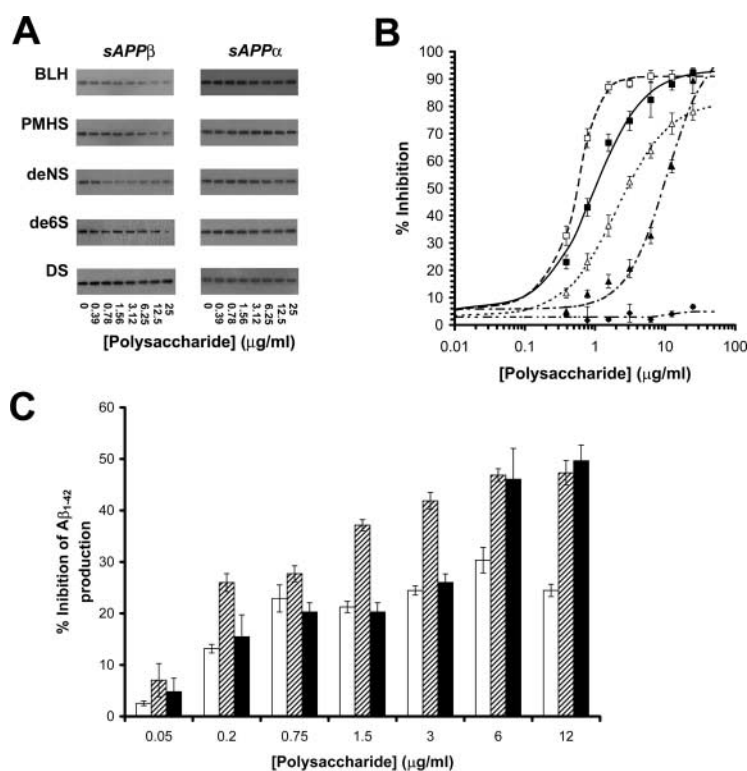 A
sAPPβ sAPPα
BLH
PMHS
deNS
de6S
DS
0 0.39 0.78 1.56 3.12 6.25 12.5 25 0 0.39 0.78 1.56 3.12 6.25 12.5 25
[Polysaccharide] (μg/ml)
B
100
90
80
70
60
50
40
30
20
10
0
% Inhibition
0.01 0.1 1 10 100
[Polysaccharide] (μg/ml)
C
60
50
40
30
20
10
0
% Inibition of Aβ1-42
production
0.05 0.2 0.75 1.5 3 6 12
[Polysaccharide] (μg/ml)